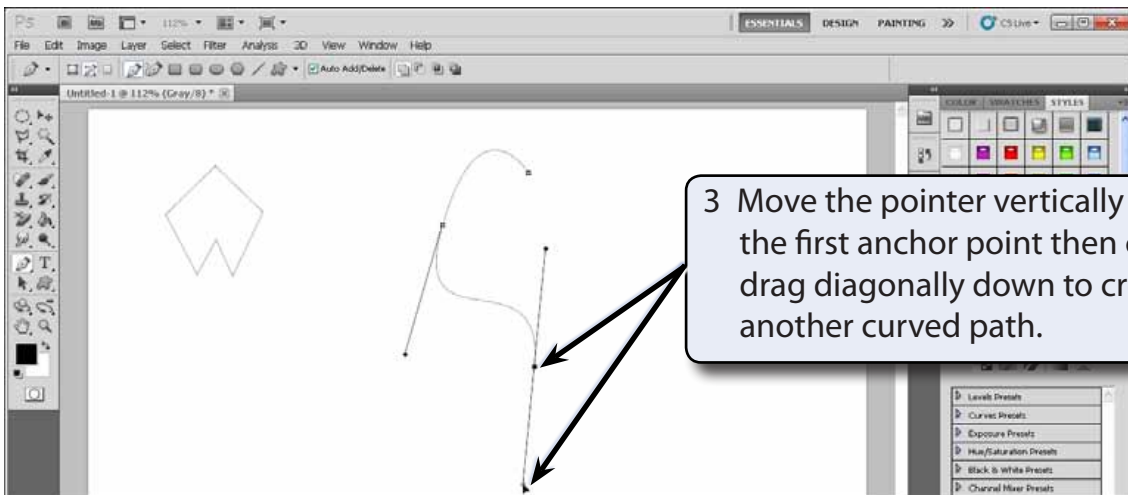 Ps 112% ESSENTIALS DESIGN PAINTING CS Live
File Edit Image Layer Select Filter Analysis 3D View Window Help
Auto Add/Delete
Untitled-1 @ 112% (Gray/8) *
COLOR SWATCHES STYLES
3 Move the pointer vertically
the first anchor point then
drag diagonally down to
another curved path.
Levels Presets
Curves Presets
Exposure Presets
Hue/Saturation Presets
Black & White Presets
Channel Mixer Presets